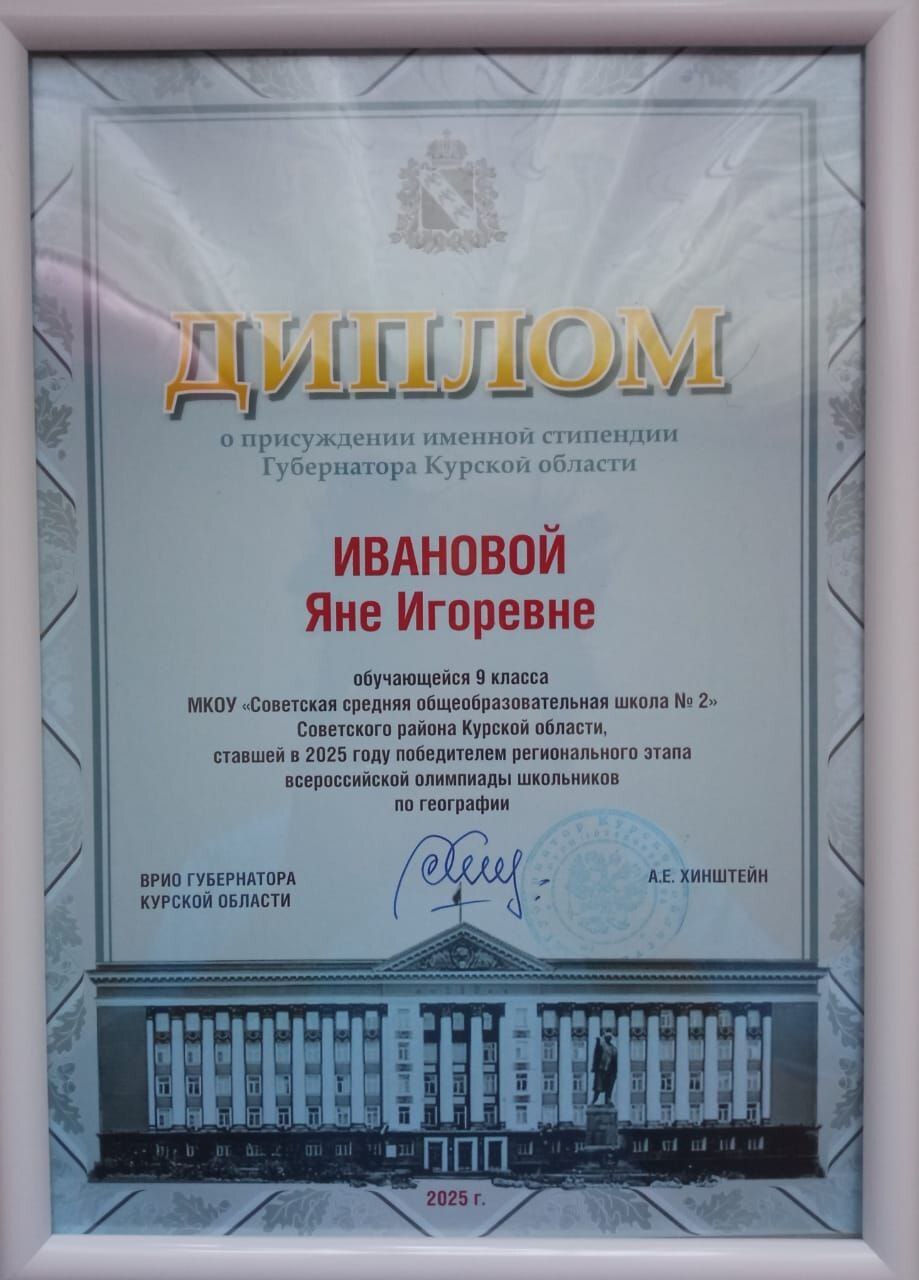 ДИПЛОМ
о присуждении именной стипендии
Губернатора Курской области
ИВАНОВОЙ
Яне Игоревне
обучающейся 9 класса
МКОУ «Советская средняя общеобразовательная школа № 2»
Советского района Курской области,
ставшей в 2025 году победителем регионального этапа
всероссийской олимпиады школьников
по географии
ВРИО ГУБЕРНАТОРА
КУРСКОЙ ОБЛАСТИ
А.Е. ХИНШТЕЙН
2025 г.